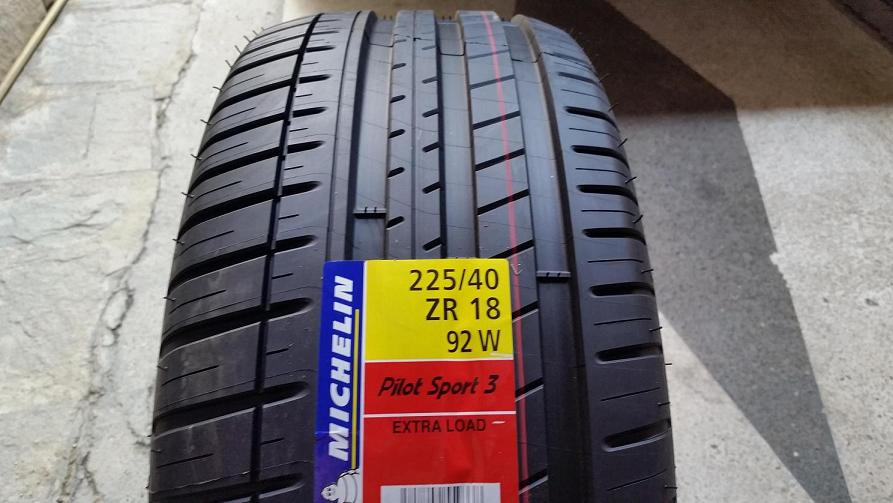 MICHELIN
225/40
ZR 18
92 W
Pilot Sport 3
EXTRA LOAD